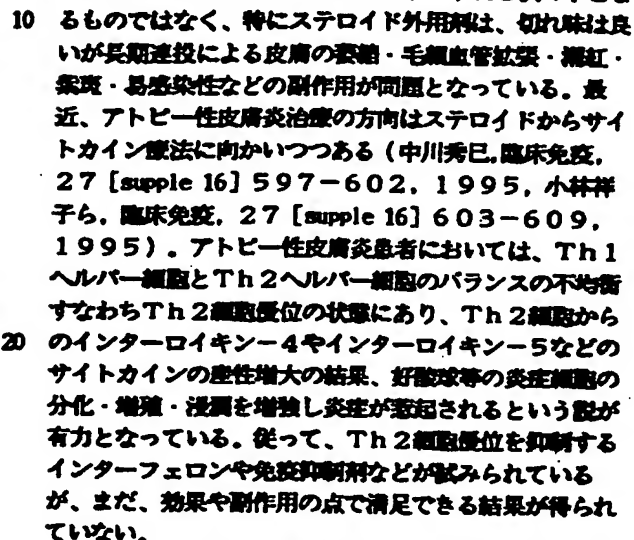 10 るものではなく、特にステロイド外用剤は、切れ味は良
いが長期連投による皮膚の萎縮・毛細血管拡張・潮紅・
紫斑・易感染性などの副作用が問題となっている。最
近、アトピー性皮膚炎治療の方向はステロイドからサイ
トカイン療法に向かいつつある（中川秀巳,臨床免疫,
27 [supple 16] 597-602, 1995, 小林祥
子ら, 臨床免疫, 27 [supple 16] 603-609,
1995）。アトピー性皮膚炎患者においては、Th1
ヘルパー細胞とTh2ヘルパー細胞のバランスの不均衡
すなわちTh2細胞優位の状態にあり、Th2細胞から
20 のインターロイキン-4やインターロイキン-5などの
サイトカインの産生増大の結果、好酸球等の炎症細胞の
分化・増殖・浸潤を増強し炎症が惹起されるという説が
有力となっている。従って、Th2細胞優位を抑制する
インターフェロンや免疫抑制剤などが試みられている
が、まだ、効果や副作用の点で満足できる結果が得られ
ていない。